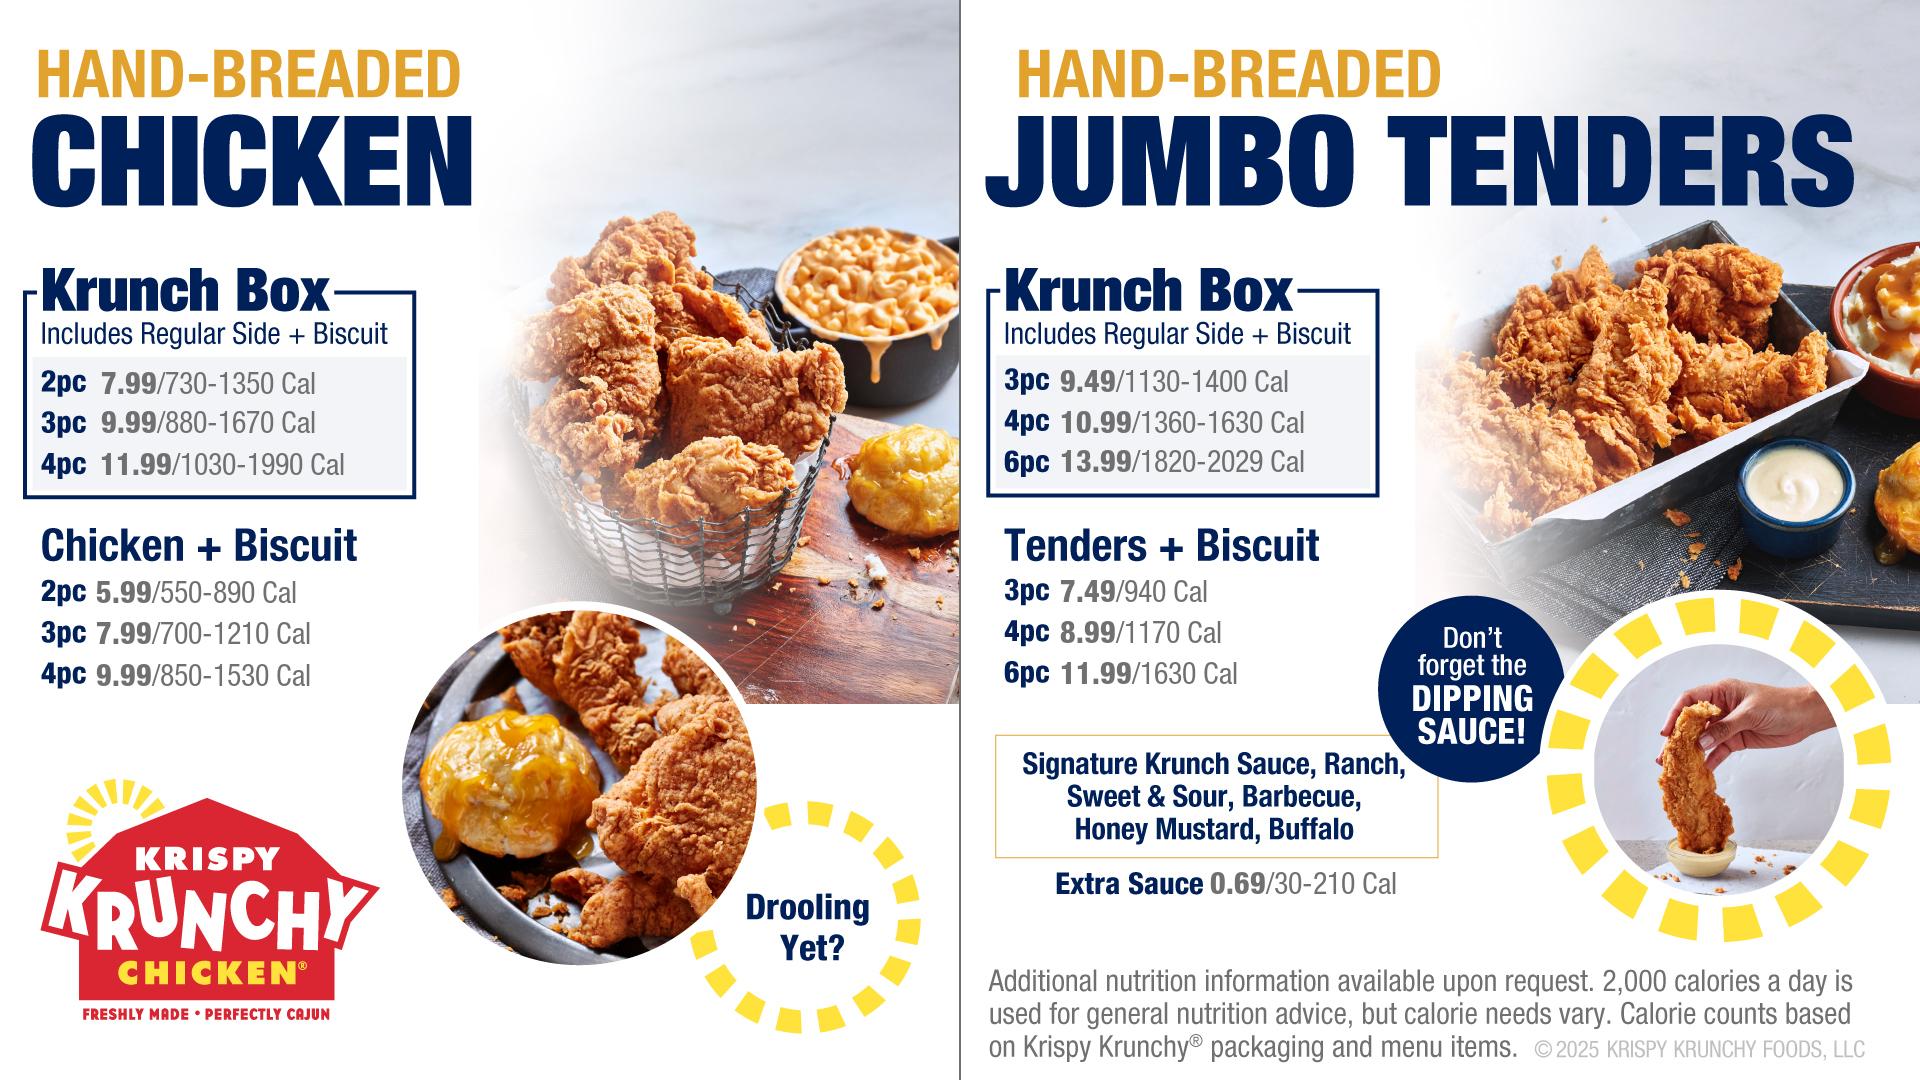 HAND-BREADED
CHICKEN
Krunch Box
Includes Regular Side + Biscuit
2pc 7.99/730-1350 Cal
3pc 9.99/880-1670 Cal
4pc 11.99/1030-1990 Cal
Chicken + Biscuit
2pc 5.99/550-890 Cal
3pc 7.99/700-1210 Cal
4pc 9.99/850-1530 Cal
KRISPY
KRUNCHY
CHICKEN®
FRESHLY MADE • PERFECTLY CAJUN
Drooling
Yet?
HAND-BREADED
JUMBO TENDERS
Krunch Box
Includes Regular Side + Biscuit
3pc 9.49/1130-1400 Cal
4pc 10.99/1360-1630 Cal
6pc 13.99/1820-2029 Cal
Tenders + Biscuit
3pc 7.49/940 Cal
4pc 8.99/1170 Cal
6pc 11.99/1630 Cal
Don't
forget the
DIPPING
SAUCE!
Signature Krunch Sauce, Ranch,
Sweet & Sour, Barbecue,
Honey Mustard, Buffalo
Extra Sauce 0.69/30-210 Cal
Additional nutrition information available upon request. 2,000 calories a day is
used for general nutrition advice, but calorie needs vary. Calorie counts based
on Krispy Krunchy® packaging and menu items. ©2025 KRISPY KRUNCHY FOODS, LLC